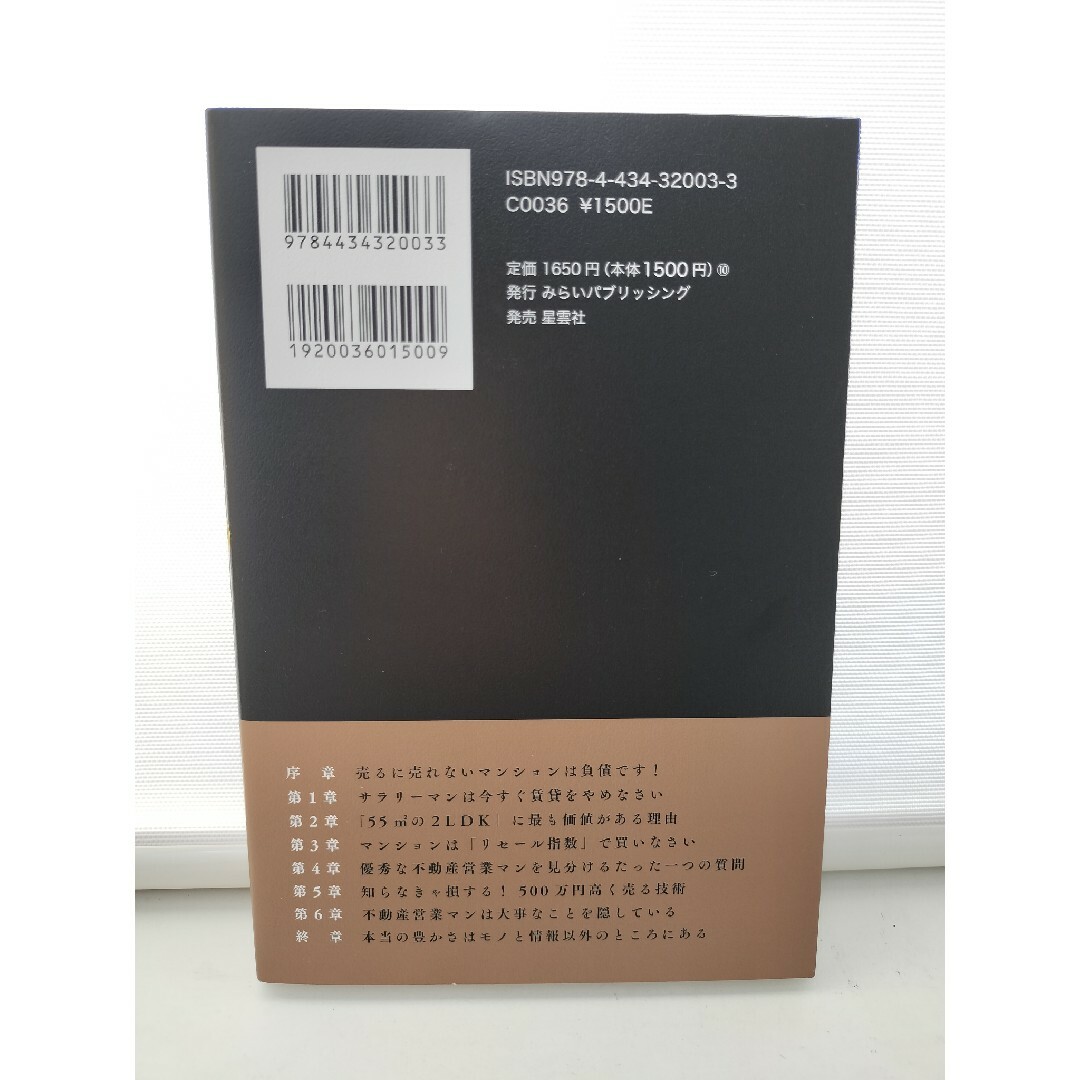 9784434320033
1920036015009
ISBN978-4-434-32003-3
C0036 ¥1500E
定価 1650円（本体1500円）⑩
発行 みらいパブリッシング
発売 星雲社
序 章 売るに売れないマンションは負債です！
第1章 サラリーマンは今すぐ賃貸をやめなさい
第2章 「55㎡の2LDK」に最も価値がある理由
第3章 マンションは「リセール指数」で買いなさい
第4章 優秀な不動産営業マンを見分けるたった一つの質問
第5章 知らなきゃ損する！ 500万円高く売る技術
第6章 不動産営業マンは大事なことを隠している
終 章 本当の豊かさはモノと情報以外のところにある